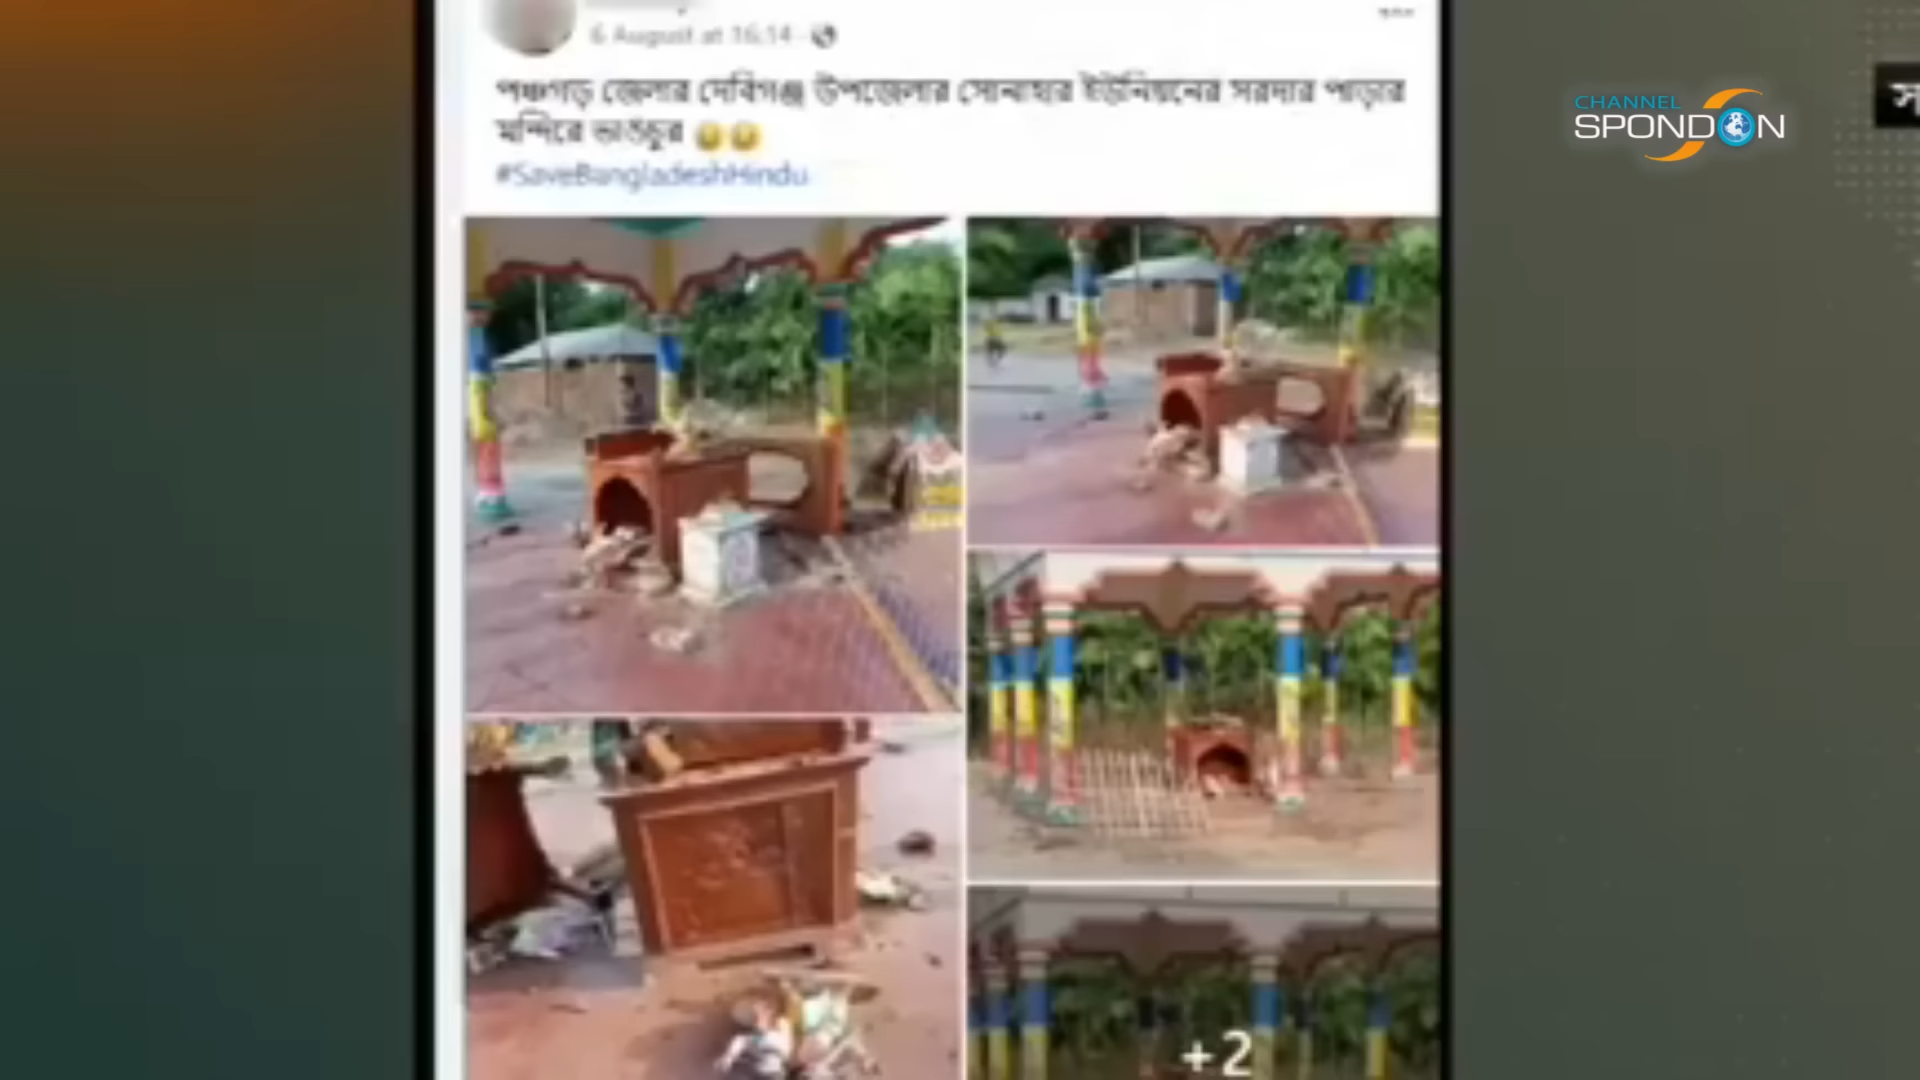 6 August at 16:14
পঞ্চগড় জেলার দেবিগঞ্জ উপজেলার সোনাহার ইউনিয়নের সরদার পাড়ার
মন্দিরে ভাঙচুর
#SaveBangladeshHindu
CHANNEL
SPONDON
+2